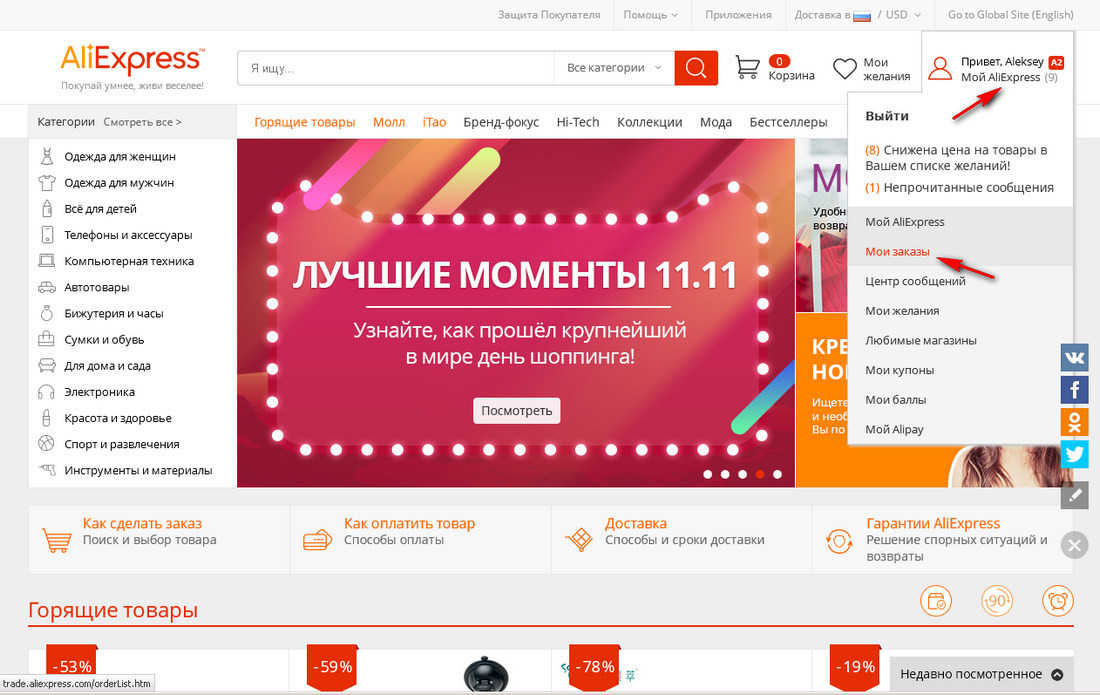 Защита Покупателя
Помощь
Приложения
Доставка в / USD
Go to Global Site (English)
AliExpress™
Покупай умнее, живи веселее!
Я ищу...
Все категории
0
Корзина
Мои
желания
Привет, Aleksey A2
Мой AliExpress (9)
Категории Смотреть все >
Горящие товары Молл iTao Бренд-фокус Hi-Tech Коллекции Мода Бестселлеры
Одежда для женщин
Одежда для мужчин
Всё для детей
Телефоны и аксессуары
Компьютерная техника
Автотовары
Бижутерия и часы
Сумки и обувь
Для дома и сада
Электроника
Красота и здоровье
Спорт и развлечения
Инструменты и материалы
ЛУЧШИЕ МОМЕНТЫ 11.11
Узнайте, как прошёл крупнейший
в мире день шоппинга!
Посмотреть
Выйти
(8) Снижена цена на товары в
Вашем списке желаний!
(1) Непрочитанные сообщения
Мой AliExpress
Мои заказы
Центр сообщений
Мои желания
Любимые магазины
Мои купоны
Мои баллы
Мой Alipay
Удобн
возвра
КРЕ
НО
Ищете
и необ
Вы по
Как сделать заказ
Поиск и выбор товара
Как оплатить товар
Способы оплаты
Доставка
Способы и сроки доставки
Гарантии AliExpress
Решение спорных ситуаций и
возвраты
Горящие товары
90
-53%
-59%
-78%
-19%
Недавно посмотренное
trade.aliexpress.com/orderList.htm